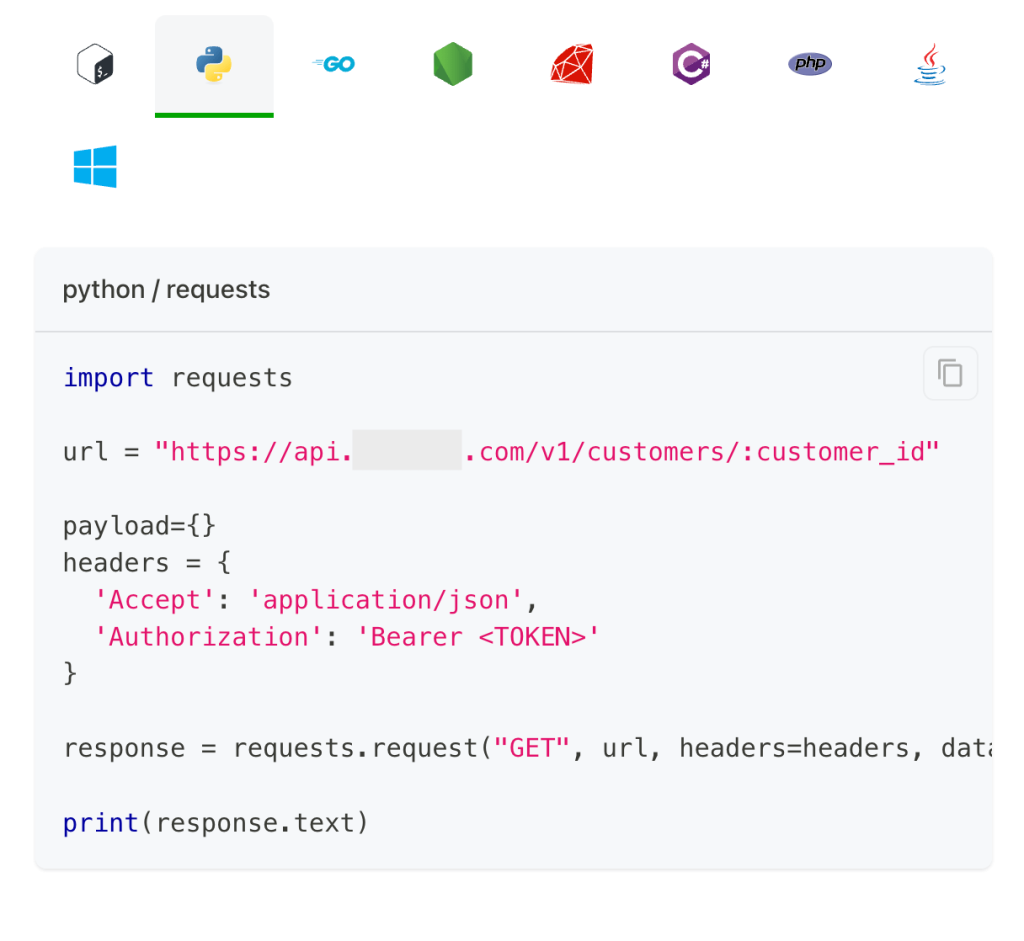 $_
GO
C#
php
python / requests
import requests
url = "https://api. .com/v1/customers/:customer_id"
payload={}
headers = {
  'Accept': 'application/json',
  'Authorization': 'Bearer <TOKEN>'
}
response = requests.request("GET", url, headers=headers, data
print(response.text)